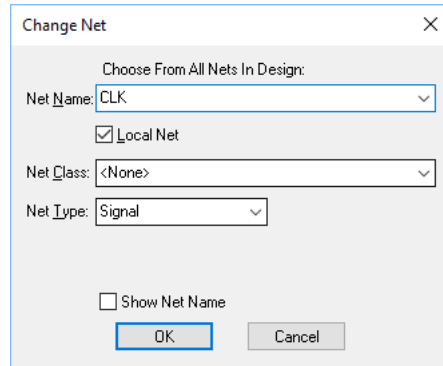 Change Net
Choose From All Nets In Design:
Net Name: CLK
Local Net
Net Class: <None>
Net Type: Signal
Show Net Name
OK Cancel